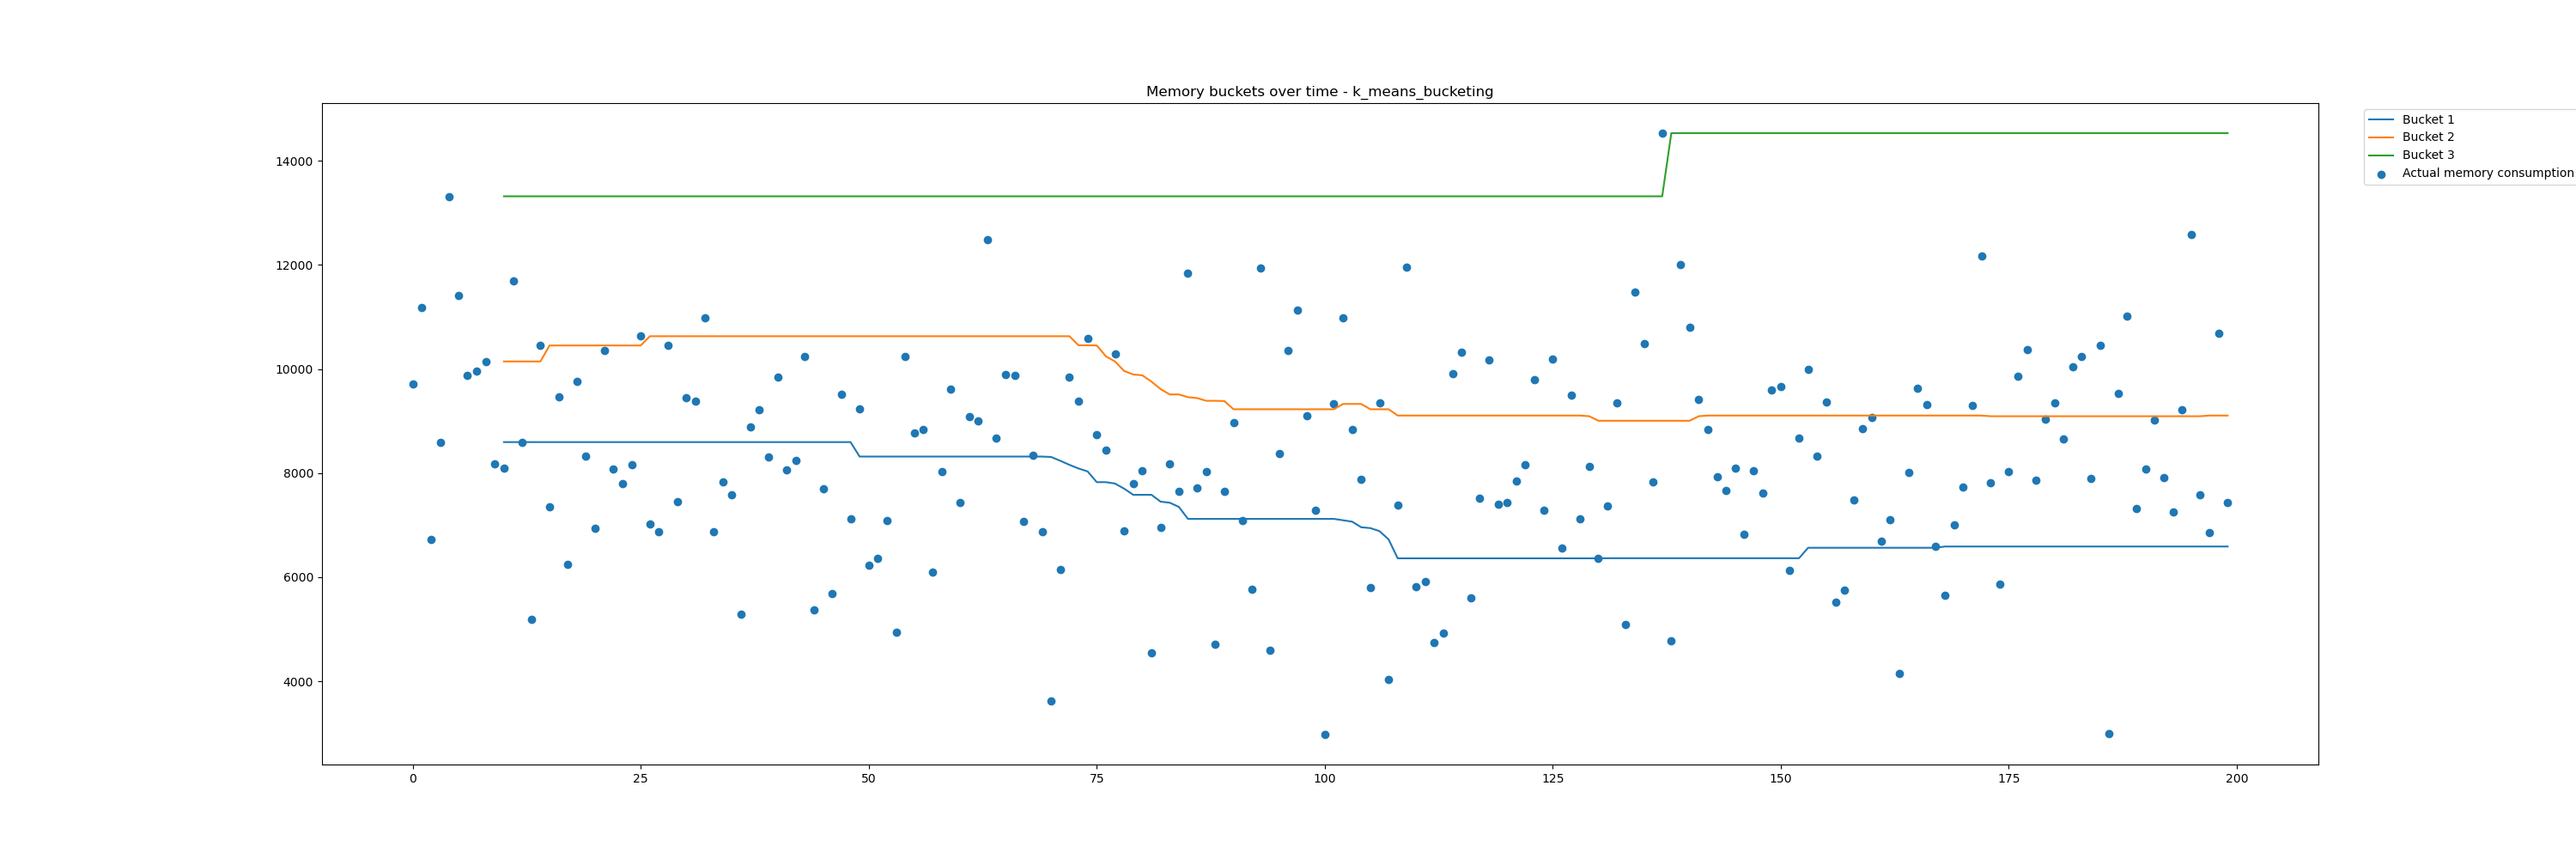 Memory buckets over time - k_means_bucketing
Bucket 1
Bucket 2
Bucket 3
Actual memory consumption
14000
12000
10000
8000
6000
4000
0 25 50 75 100 125 150 175 200